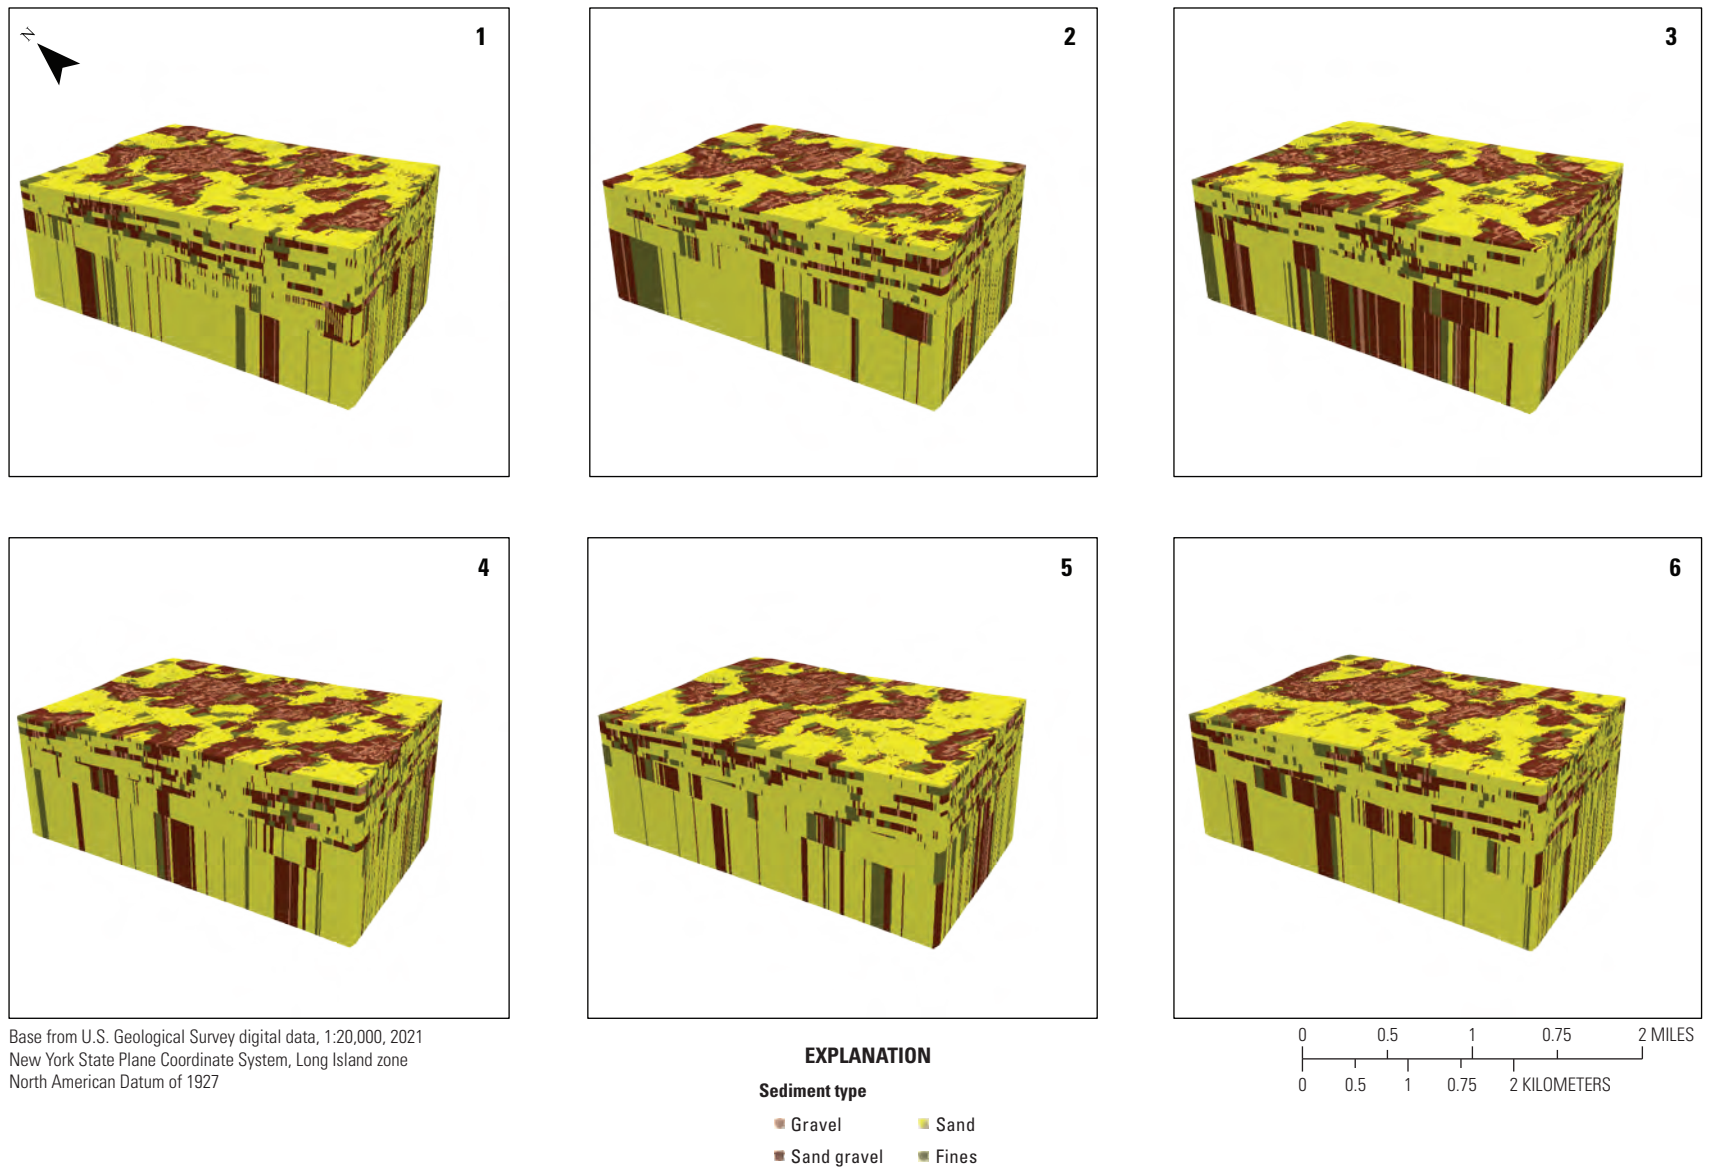 N
1
2
3
4
5
6
Base from U.S. Geological Survey digital data, 1:20,000, 2021
New York State Plane Coordinate System, Long Island zone
North American Datum of 1927
EXPLANATION
Sediment type
Gravel
Sand
Sand gravel
Fines
0 0.5 1 0.75 2 MILES
0 0.5 1 0.75 2 KILOMETERS